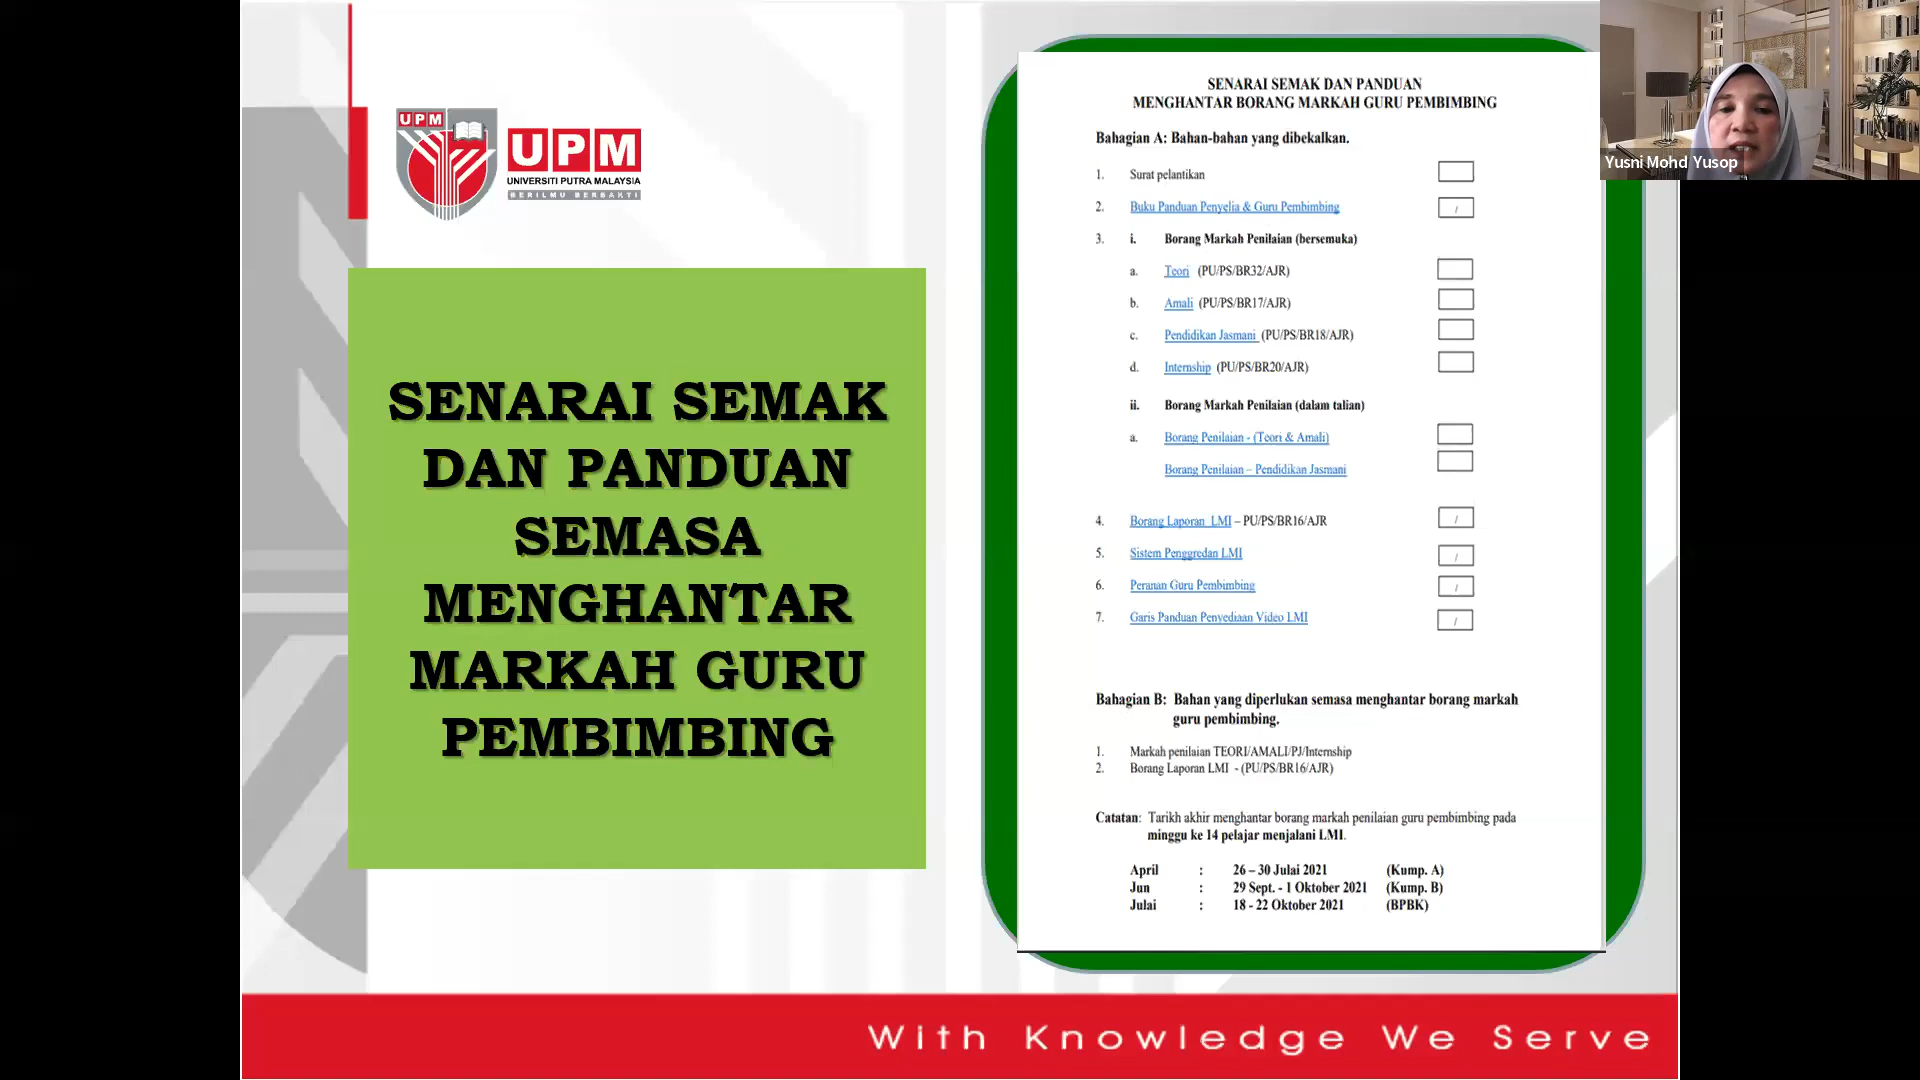 UPM
UPM
UNIVERSITI PUTRA MALAYSIA
BERILMU BERBAKTI
SENARAI SEMAK
DAN PANDUAN
SEMASA
MENGHANTAR
MARKAH GURU
PEMBIMBING
SENARAI SEMAK DAN PANDUAN
MENGHANTAR BORANG MARKAH GURU PEMBIMBING
Bahagian A: Bahan-bahan yang dibekalkan.
1. Surat pelantikan
2. Buku Panduan Penyelia & Guru Pembimbing /
3. i. Borang Markah Penilaian (bersemuka)
a. Teori (PU/PS/BR32/AJR)
b. Amali (PU/PS/BR17/AJR)
c. Pendidikan Jasmani (PU/PS/BR18/AJR)
d. Internship (PU/PS/BR20/AJR)
ii. Borang Markah Penilaian (dalam talian)
a. Borang Penilaian - (Teori & Amali)
Borang Penilaian – Pendidikan Jasmani
4. Borang Laporan LMI – PU/PS/BR16/AJR /
5. Sistem Penggredan LMI /
6. Peranan Guru Pembimbing /
7. Garis Panduan Penyediaan Video LMI /
Bahagian B: Bahan yang diperlukan semasa menghantar borang markah
guru pembimbing.
1. Markah penilaian TEORI/AMALI/PJ/Internship
2. Borang Laporan LMI - (PU/PS/BR16/AJR)
Catatan: Tarikh akhir menghantar borang markah penilaian guru pembimbing pada
minggu ke 14 pelajar menjalani LMI.
April : 26 – 30 Julai 2021 (Kump. A)
Jun : 29 Sept. - 1 Oktober 2021 (Kump. B)
Julai : 18 - 22 Oktober 2021 (BPBK)
With Knowledge We Serve
Yusni Mohd Yusop